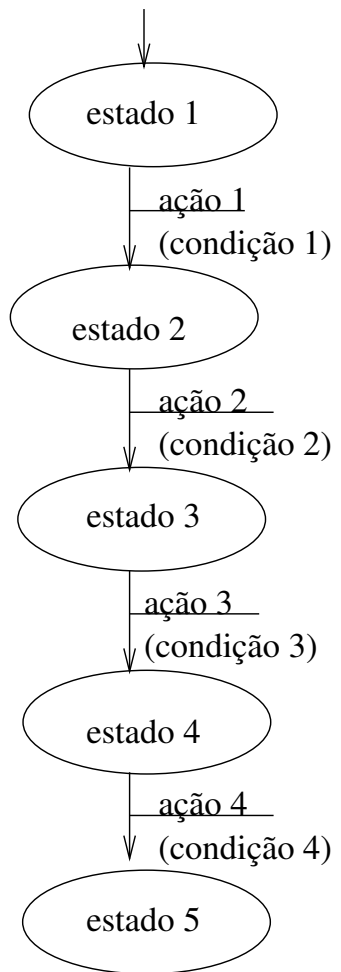 estado 1
ação 1
(condição 1)
estado 2
ação 2
(condição 2)
estado 3
ação 3
(condição 3)
estado 4
ação 4
(condição 4)
estado 5